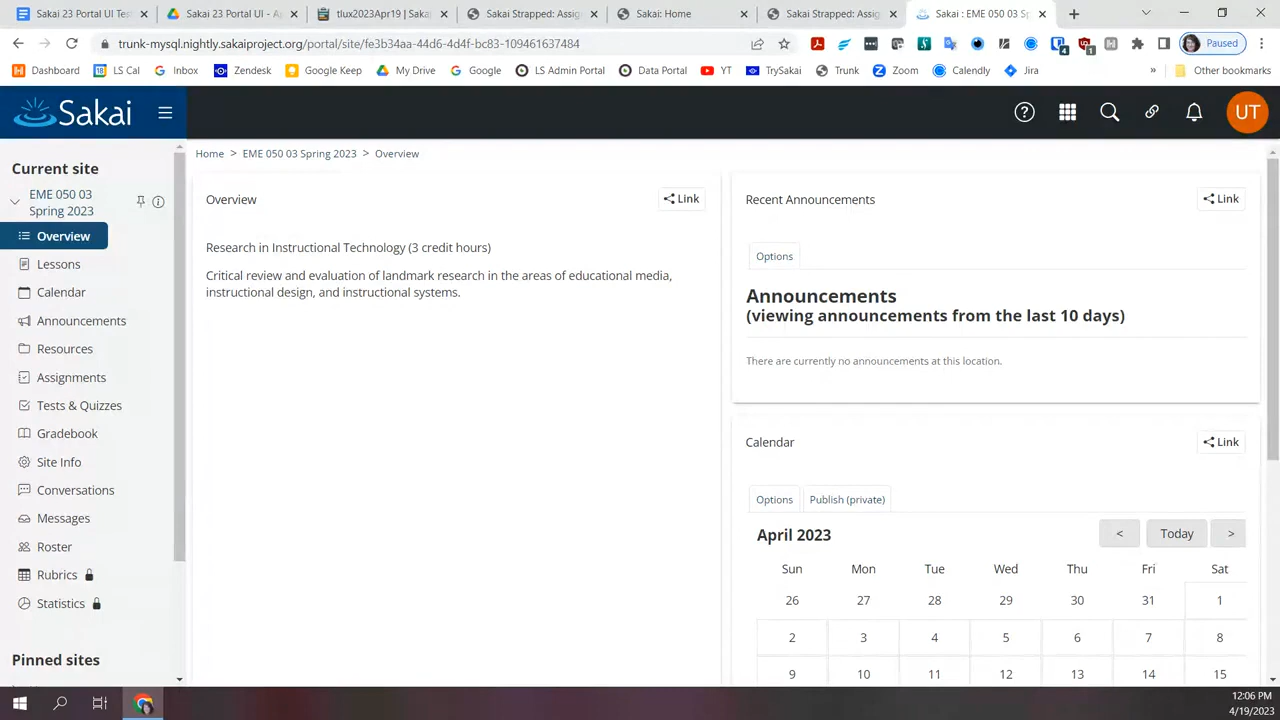 Sakai 23 Portal UI Test
Sakai 23 Portal UI - A
tlux2023Apr19 | Saka
Sakai Strapped: Assig
Sakai: Home
Sakai Strapped: Assig
Sakai : EME 050 03 S
trunk-mysql.nightly.sakaiproject.org/portal/site/fe3b84aa-44d6-4d4f-bc81-109461637484
Paused
Dashboard
LS Cal
Inbox
Zendesk
Google Keep
My Drive
Google
LS Admin Portal
Data Portal
YT
TrySakai
Trunk
Zoom
Calendly
Jira
Other bookmarks
Sakai
UT
Current site
EME 050 03
Spring 2023
Overview
Lessons
Calendar
Announcements
Resources
Assignments
Tests & Quizzes
Gradebook
Site Info
Conversations
Messages
Roster
Rubrics
Statistics
Pinned sites
Home > EME 050 03 Spring 2023 > Overview
Overview
Link
Research in Instructional Technology (3 credit hours)
Critical review and evaluation of landmark research in the areas of educational media,
instructional design, and instructional systems.
Recent Announcements
Link
Options
Announcements
(viewing announcements from the last 10 days)
There are currently no announcements at this location.
Calendar
Link
Options Publish (private)
April 2023
< Today >
Sun Mon Tue Wed Thu Fri Sat
26 27 28 29 30 31 1
2 3 4 5 6 7 8
9 10 11 12 13 14 15
12:06 PM
4/19/2023